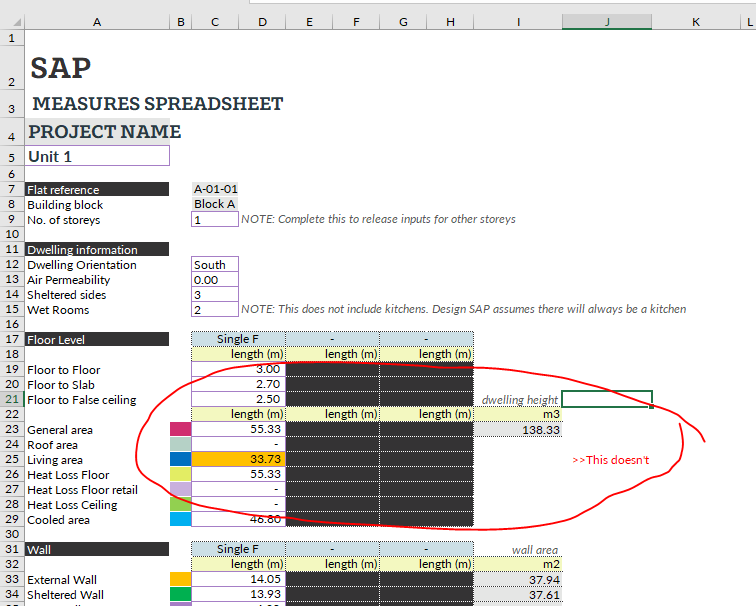 A B C D E F G H I J K L
1
2 SAP
3 MEASURES SPREADSHEET
4 PROJECT NAME
5 Unit 1
6
7 Flat reference A-01-01
8 Building block Block A
9 No. of storeys 1 NOTE: Complete this to release inputs for other storeys
10
11 Dwelling information
12 Dwelling Orientation South
13 Air Permeability 0.00
14 Sheltered sides 3
15 Wet Rooms 2 NOTE: This does not include kitchens. Design SAP assumes there will always be a kitchen
16
17 Floor Level Single F - -
18 length (m) length (m) length (m)
19 Floor to Floor 3.00
20 Floor to Slab 2.70
21 Floor to False ceiling 2.50 dwelling height
22 length (m) length (m) length (m) m3
23 General area 55.33 138.33
24 Roof area -
25 Living area 33.73 >>This doesn't
26 Heat Loss Floor 55.33
27 Heat Loss Floor retail -
28 Heat Loss Ceiling -
29 Cooled area 46.80
30
31 Wall Single F - - wall area
32 length (m) length (m) length (m) m2
33 External Wall 14.05 37.94
34 Sheltered Wall 13.93 37.61